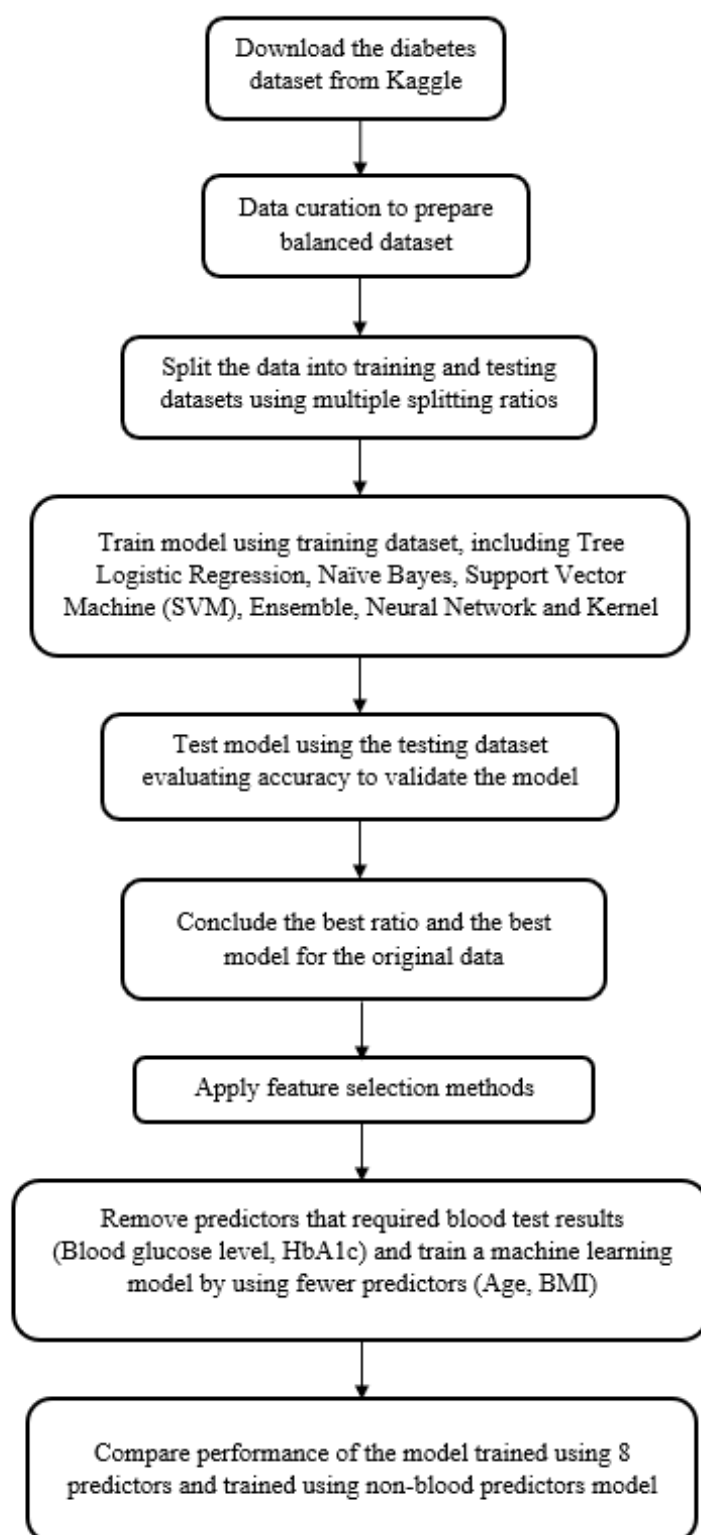 Download the diabetes
dataset from Kaggle
Data curation to prepare
balanced dataset
Split the data into training and testing
datasets using multiple splitting ratios
Train model using training dataset, including Tree
Logistic Regression, Naïve Bayes, Support Vector
Machine (SVM), Ensemble, Neural Network and Kernel
Test model using the testing dataset
evaluating accuracy to validate the model
Conclude the best ratio and the best
model for the original data
Apply feature selection methods
Remove predictors that required blood test results
(Blood glucose level, HbA1c) and train a machine learning
model by using fewer predictors (Age, BMI)
Compare performance of the model trained using 8
predictors and trained using non-blood predictors model